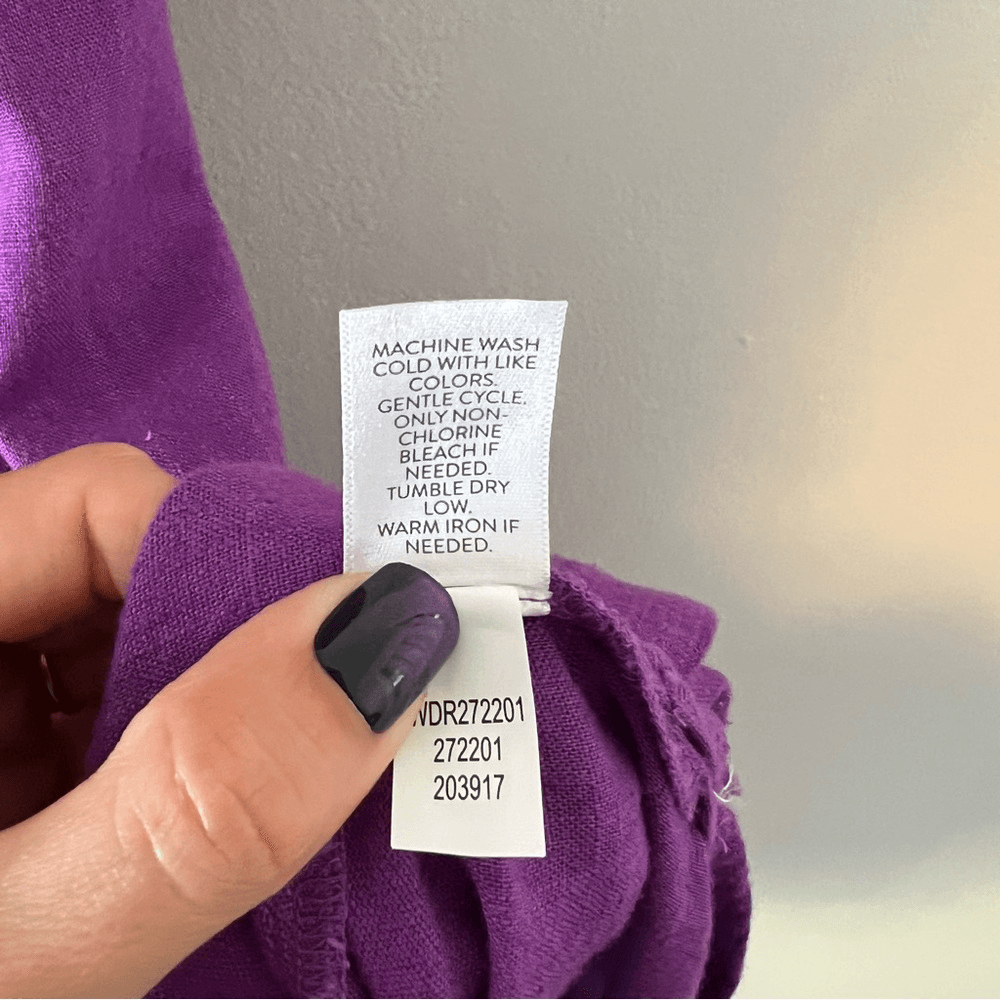 MACHINE WASH
COLD WITH LIKE
COLORS.
GENTLE CYCLE.
ONLY NON-
CHLORINE
BLEACH IF
NEEDED.
TUMBLE DRY
LOW.
WARM IRON IF
NEEDED.
VDR272201
272201
203917